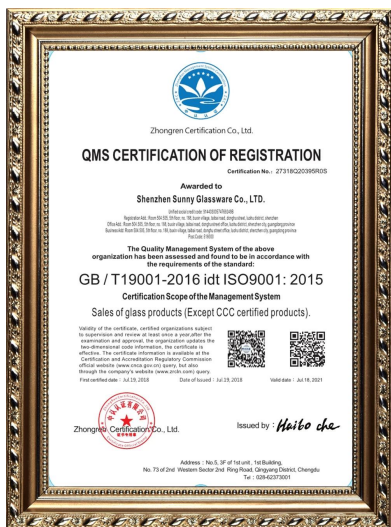 Zhongren Certification Co., Ltd.
QMS CERTIFICATION OF REGISTRATION
Certification No.: 27318Q20395R0S
Awarded to
Shenzhen Sunny Glassware Co., LTD.
The Quality Management System of the above
organization has been assessed and found to be in accordance with
the requirements of the standard:
GB / T19001-2016 idt ISO9001: 2015
Certification Scope of the Management System
Sales of glass products (Except CCC certified products).
Validity of the certificate, certified organizations subject
to supervision and review at least once a year, after the
examination and approval, the organization updates the
two-dimensional code information, the certificate is
effective. The certificate information is available at the
Certification and Accreditation Regulatory Commission
official website (www.cnca.gov.cn) query, but also
through the company's website (www.zrcln.com) query.
First certified date : Jul.19, 2018 Date of Issued : Jul.19, 2018 Valid date : Jul.18, 2021
Zhongren Certification Co., Ltd.
Issued by : Haibo che
Address : No.5, 3F of 1st unit , 1st Building,
No. 73 of 2nd Western Sector 2nd Ring Road, Qingyang District, Chengdu
Tel : 028-62373001